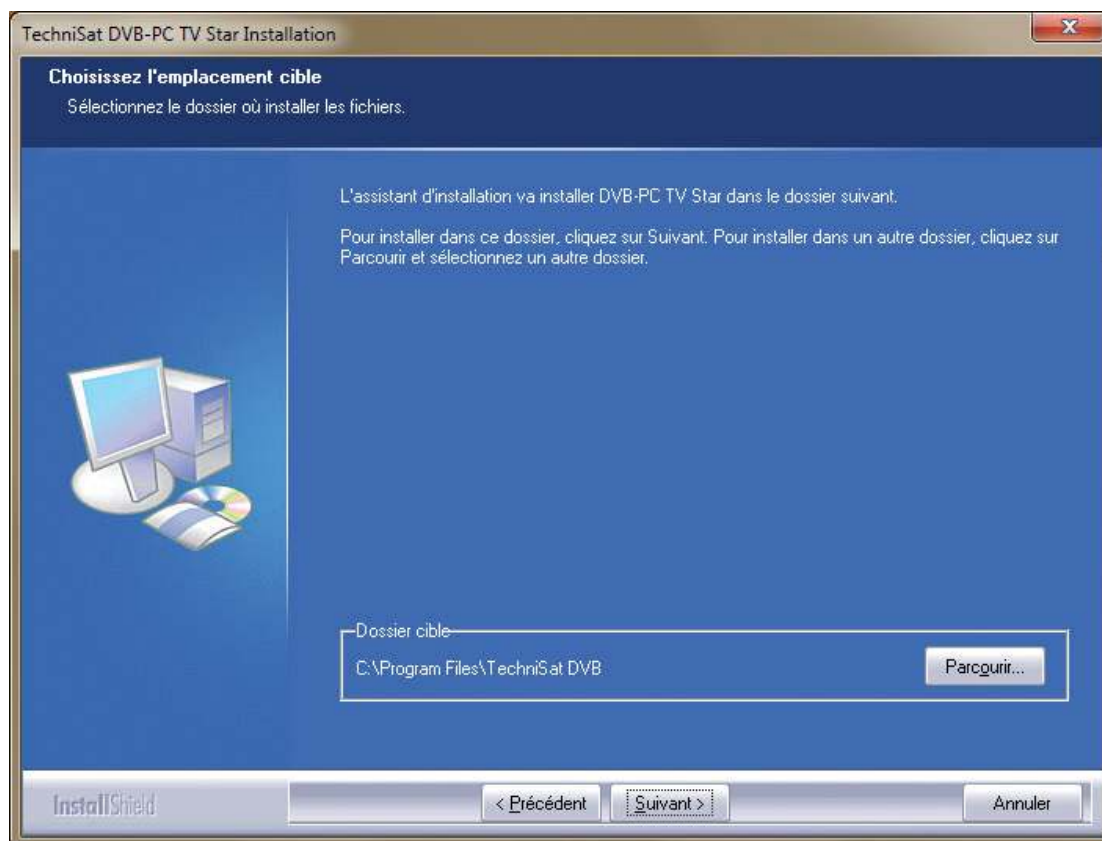 TechniSat DVB-PC TV Star Installation
Choisissez l'emplacement cible
Sélectionnez le dossier où installer les fichiers.
L'assistant d'installation va installer DVB-PC TV Star dans le dossier suivant.
Pour installer dans ce dossier, cliquez sur Suivant. Pour installer dans un autre dossier, cliquez sur
Parcourir et sélectionnez un autre dossier.
Dossier cible
C:\Program Files\TechniSat DVB
Parcourir...
InstallShield
< Précédent
Suivant >
Annuler